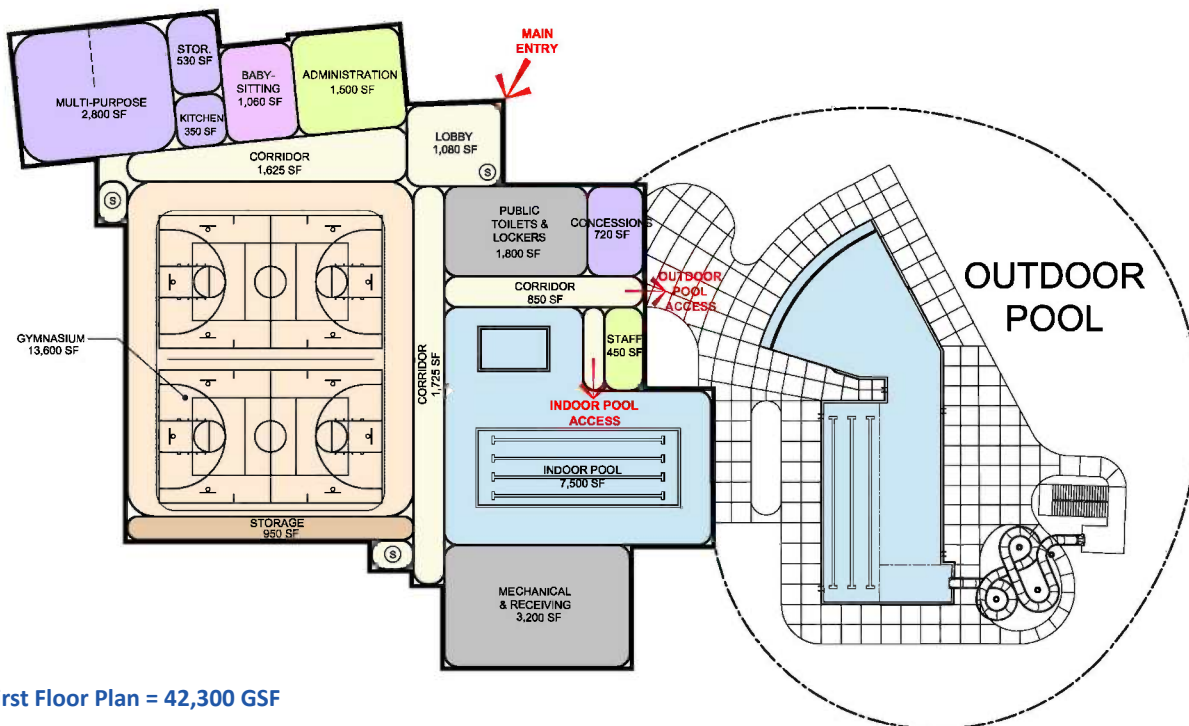 MAIN
ENTRY
STOR.
530 SF
BABY-
SITTING
1,060 SF
ADMINISTRATION
1,500 SF
MULTI-PURPOSE
2,800 SF
KITCHEN
350 SF
LOBBY
1,080 SF
S
CORRIDOR
1,625 SF
S
PUBLIC
TOILETS &
LOCKERS
1,800 SF
CONCESSIONS
720 SF
OUTDOOR
POOL
OUTDOOR
POOL
ACCESS
CORRIDOR
850 SF
GYMNASIUM
13,600 SF
CORRIDOR
1,725 SF
STAFF
450 SF
INDOOR POOL
ACCESS
INDOOR POOL
7,500 SF
STORAGE
950 SF
S
MECHANICAL
& RECEIVING
3,200 SF
rst Floor Plan = 42,300 GSF